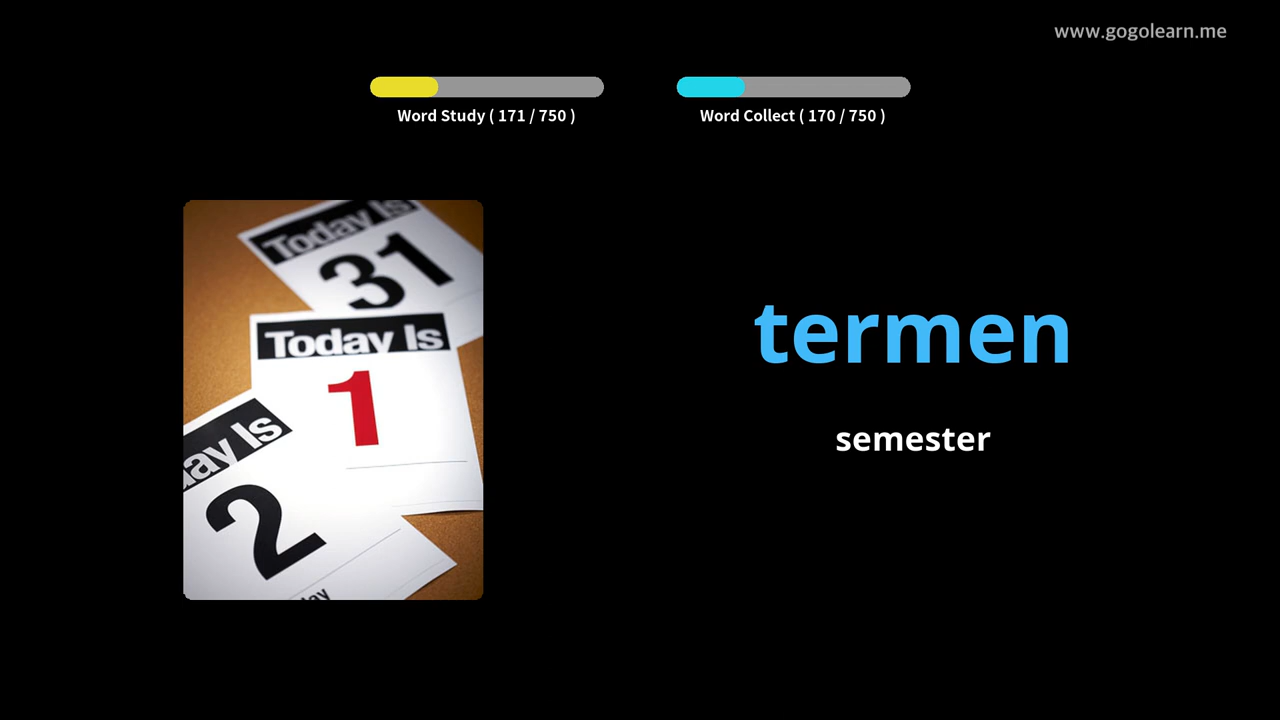 www.gogolearn.me
Word Study ( 171 / 750 )
Word Collect ( 170 / 750 )
Today Is
31
Today Is
1
ay Is
2
termen
semester